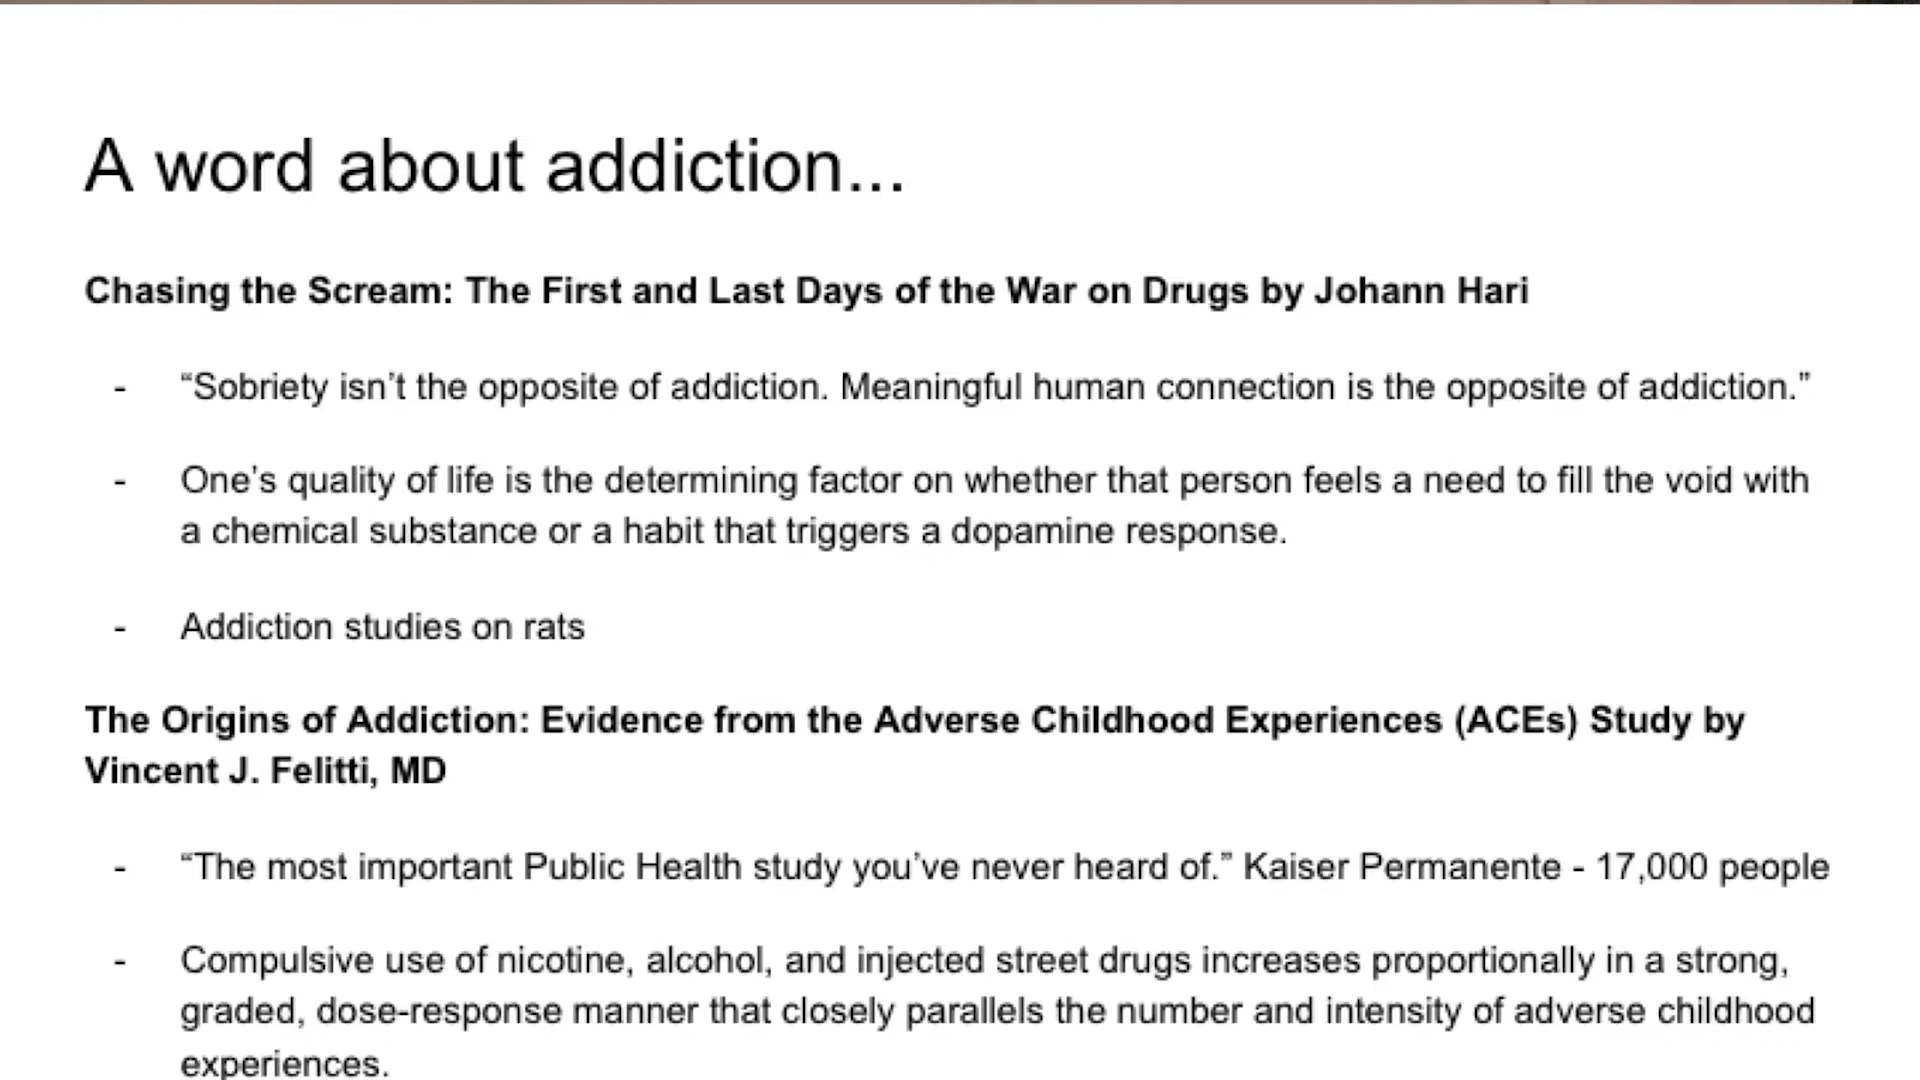 A word about addiction...
Chasing the Scream: The First and Last Days of the War on Drugs by Johann Hari
- “Sobriety isn’t the opposite of addiction. Meaningful human connection is the opposite of addiction.”
- One’s quality of life is the determining factor on whether that person feels a need to fill the void with
a chemical substance or a habit that triggers a dopamine response.
- Addiction studies on rats
The Origins of Addiction: Evidence from the Adverse Childhood Experiences (ACEs) Study by
Vincent J. Felitti, MD
- “The most important Public Health study you’ve never heard of.” Kaiser Permanente - 17,000 people
- Compulsive use of nicotine, alcohol, and injected street drugs increases proportionally in a strong,
graded, dose-response manner that closely parallels the number and intensity of adverse childhood
experiences.